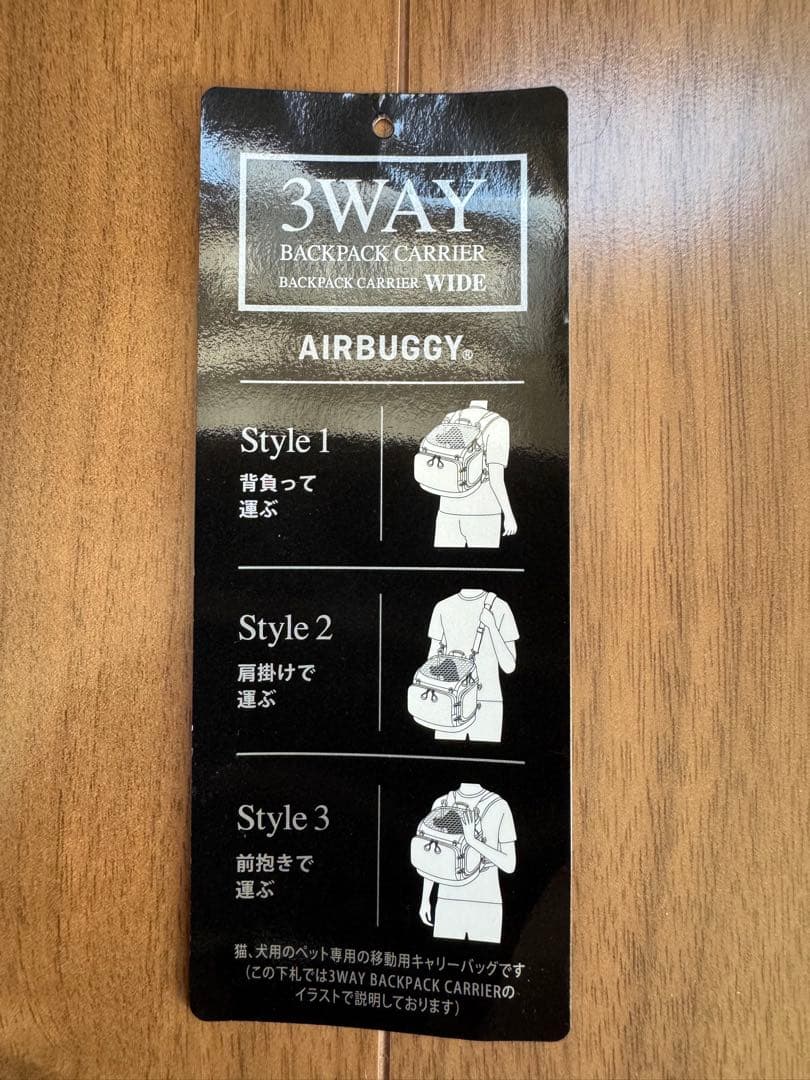 3WAY
BACKPACK CARRIER
BACKPACK CARRIER WIDE
AIRBUGGY®
Style 1
背負って
運ぶ
Style 2
肩掛けで
運ぶ
Style 3
前抱きで
運ぶ
猫、犬用のペット専用の移動用キャリーバッグです
(この下札では3WAY BACKPACK CARRIERの
イラストで説明しております)